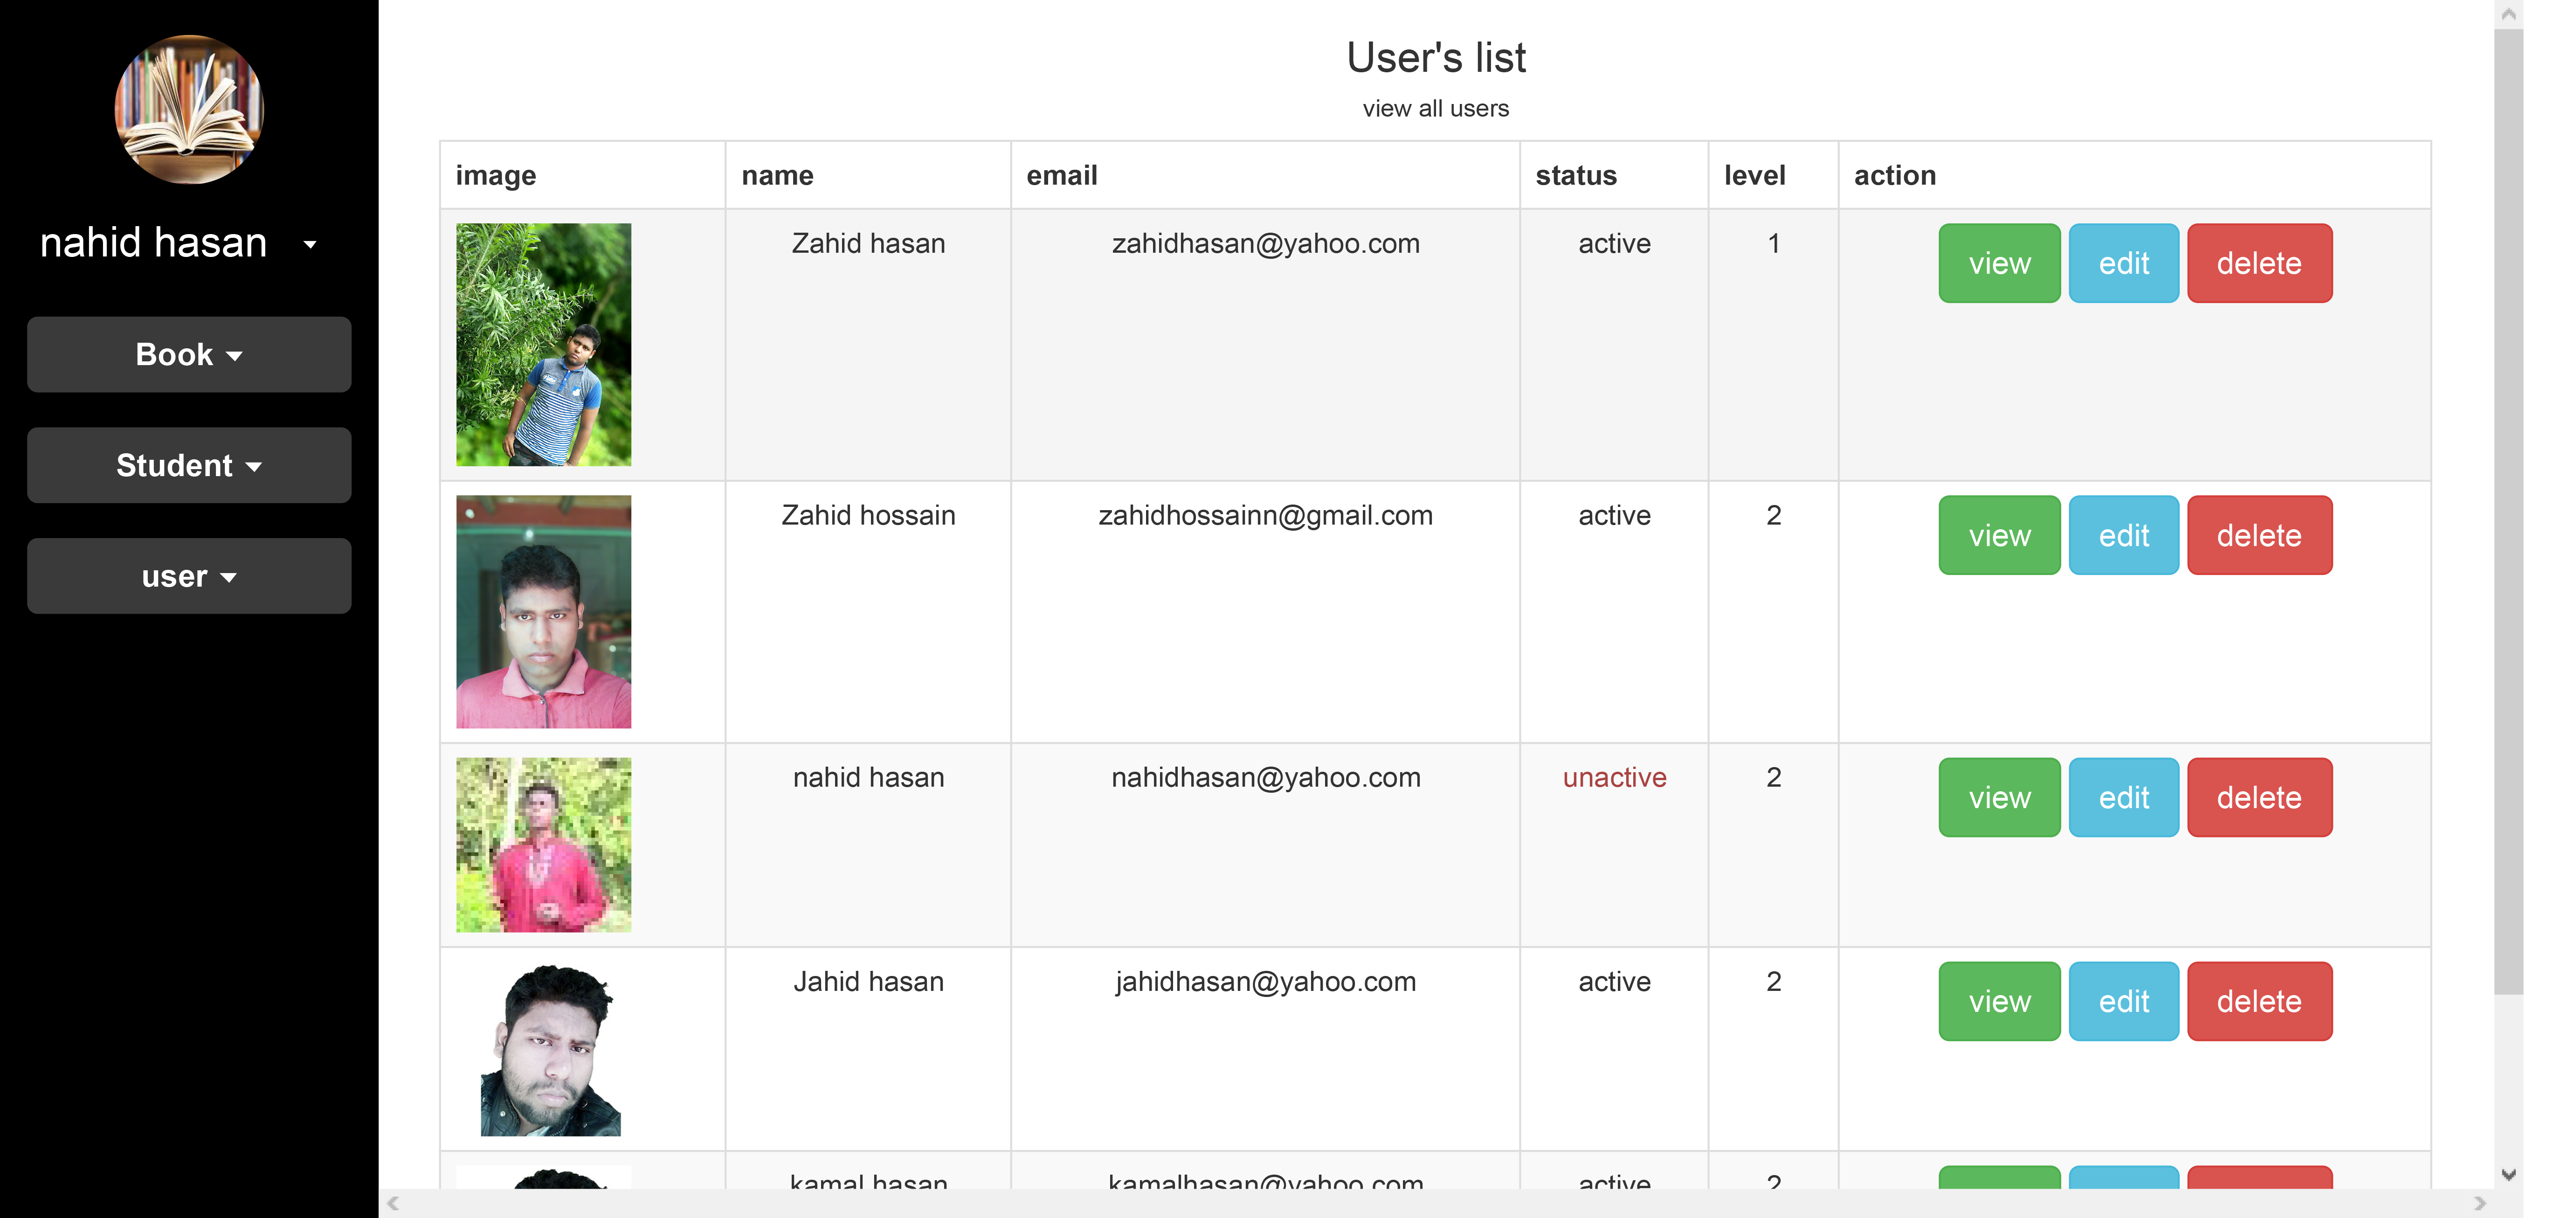 nahid hasan
Book
Student
user
User's list
view all users
image name email status level action
Zahid hasan zahidhasan@yahoo.com active 1 view edit delete
Zahid hossain zahidhossainn@gmail.com active 2 view edit delete
nahid hasan nahidhasan@yahoo.com unactive 2 view edit delete
Jahid hasan jahidhasan@yahoo.com active 2 view edit delete
kamal hasan kamalhasan@yahoo.com active 2